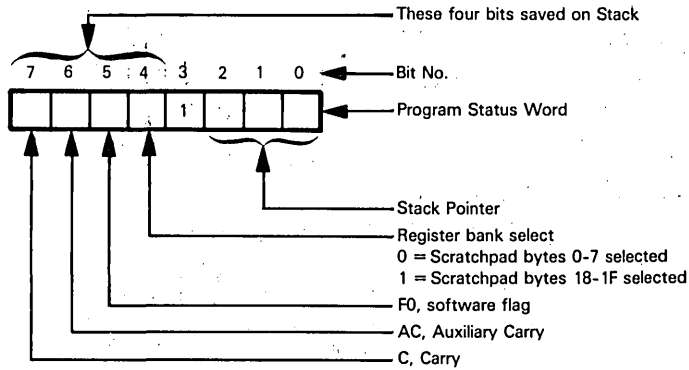 These four bits saved on Stack
7 6 5 4 3 2 1 0 Bit No.
1 Program Status Word
Stack Pointer
Register bank select
0 = Scratchpad bytes 0-7 selected
1 = Scratchpad bytes 18-1F selected
F0, software flag
AC, Auxiliary Carry
C, Carry